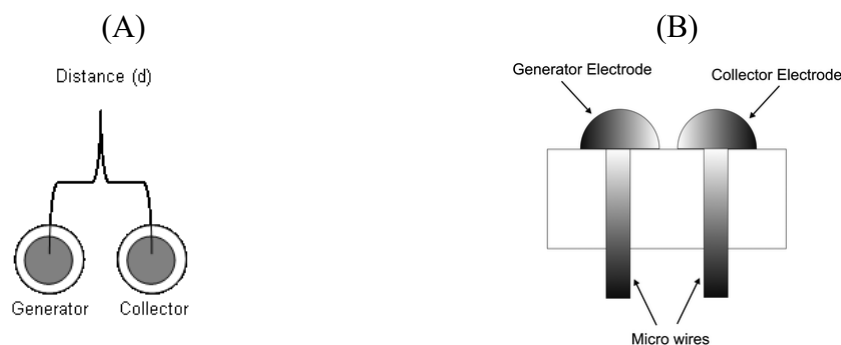 (A)
Distance (d)
Generator
Collector
(B)
Generator Electrode
Collector Electrode
Micro wires